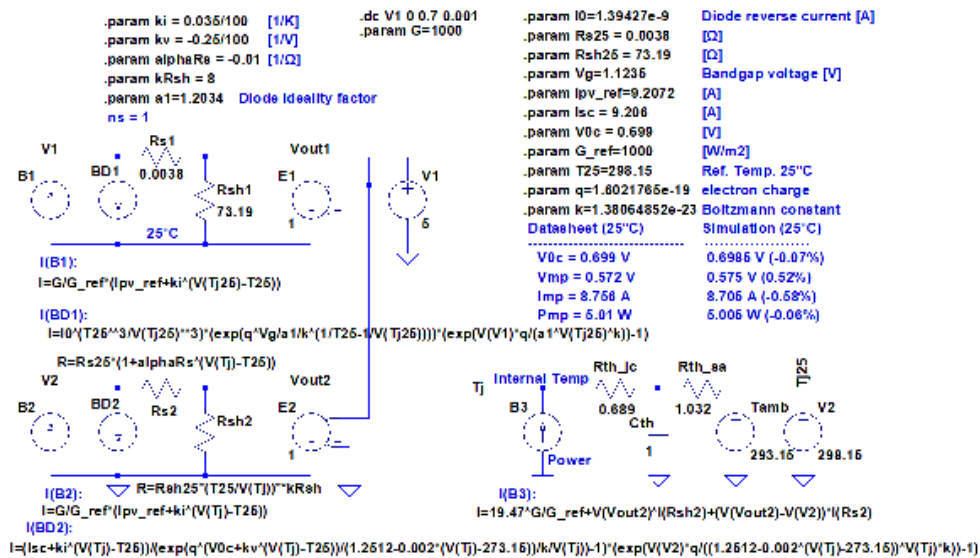 .param ki = 0.035/100 [1/K]
.param kv = -0.25/100 [1/V]
.param alphaRs = -0.01 [1/Ω]
.param kRsh = 8
.param a1=1.2034 Diode Ideality factor
ns = 1
.dc V1 0 0.7 0.001
.param G=1000
.param I0=1.39427e-9 Diode reverse current [A]
.param Rs25 = 0.0038 [Ω]
.param Rsh25 = 73.19 [Ω]
.param Vg=1.1235 Bandgap voltage [V]
.param Ipv_ref=9.2072 [A]
.param Isc = 9.206 [A]
.param V0c = 0.699 [V]
.param G_ref=1000 [W/m2]
.param T25=298.15 Ref. Temp. 25°C
.param q=1.6021765e-19 electron charge
.param k=1.38064852e-23 Boltzmann constant
Datasheet (25°C) Simulation (25°C)
V0c = 0.699 V 0.6985 V (-0.07%)
Vmp = 0.572 V 0.575 V (0.52%)
Imp = 8.756 A 8.705 A (-0.58%)
Pmp = 5.01 W 5.005 W (-0.06%)
V1
B1
BD1
Rs1
0.0038
Rsh1
73.19
Vout1
E1
1
V1
5
25°C
I(B1):
I=G/G_ref*(Ipv_ref+ki*(V(Tj25)-T25))
I(BD1):
I=I0*(T25**3/V(Tj25)**3)*(exp(q*Vg/a1/k*(1/T25-1/V(Tj25))))*(exp(V(V1)*q/(a1*V(Tj25)*k))-1)
R=Rs25*(1+alphaRs*(V(Tj)-T25))
V2
B2
BD2
Rs2
Rsh2
Vout2
E2
1
R=Rsh25*(T25/V(Tj))**kRsh
I(B2):
I=G/G_ref*(Ipv_ref+ki*(V(Tj)-T25))
Tj
Internal Temp
B3
Power
Rth_jc
0.689
Cth
1
Rth_sa
1.032
Tamb
293.15
Tj25
V2
298.15
I(B3):
I=19.47*G/G_ref+V(Vout2)*I(Rsh2)+(V(Vout2)-V(V2))*I(Rs2)
I(BD2):
I=(Isc+ki*(V(Tj)-T25))/(exp(q*(V0c+kv*(V(Tj)-T25))/(1.2512-0.002*(V(Tj)-273.15))/k/V(Tj))-1)*(exp(V(V2)*q/((1.2512-0.002*(V(Tj)-273.15))*V(Tj)*k))-1)